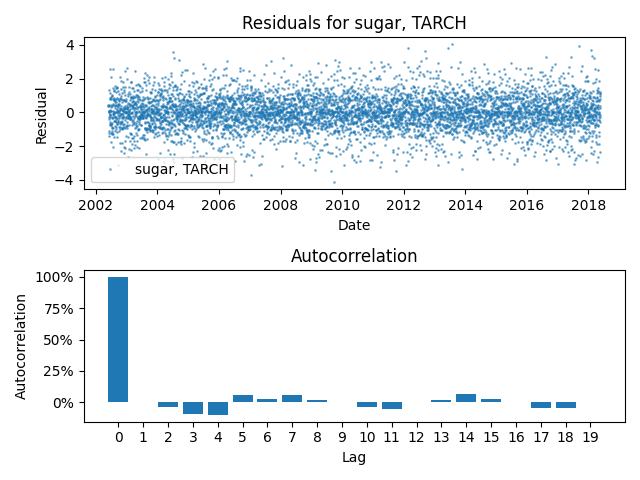 Residuals for sugar, TARCH
4
2
0
−2
−4
Residual
sugar, TARCH
2002 2004 2006 2008 2010 2012 2014 2016 2018
Date
Autocorrelation
100%
75%
50%
25%
0%
Autocorrelation
0 1 2 3 4 5 6 7 8 9 10 11 12 13 14 15 16 17 18 19
Lag